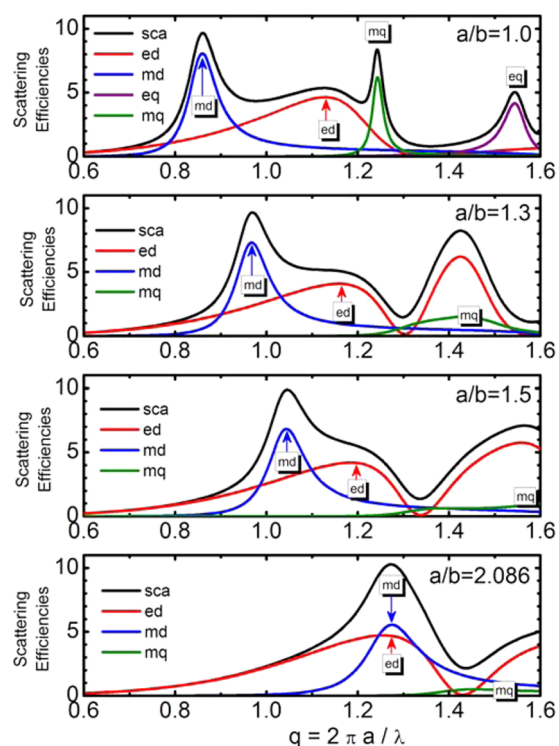 Scattering
Efficiencies
10
5
0
sca
ed
md
eq
mq
md
ed
mq
eq
a/b=1.0
0.6 0.8 1.0 1.2 1.4 1.6
Scattering
Efficiencies
10
5
0
sca
ed
md
mq
md
ed
mq
a/b=1.3
0.6 0.8 1.0 1.2 1.4 1.6
Scattering
Efficiencies
10
5
0
sca
ed
md
mq
md
ed
mq
a/b=1.5
0.6 0.8 1.0 1.2 1.4 1.6
Scattering
Efficiencies
10
5
0
sca
ed
md
mq
md
ed
mq
a/b=2.086
0.6 0.8 1.0 1.2 1.4 1.6
q = 2 π a / λ